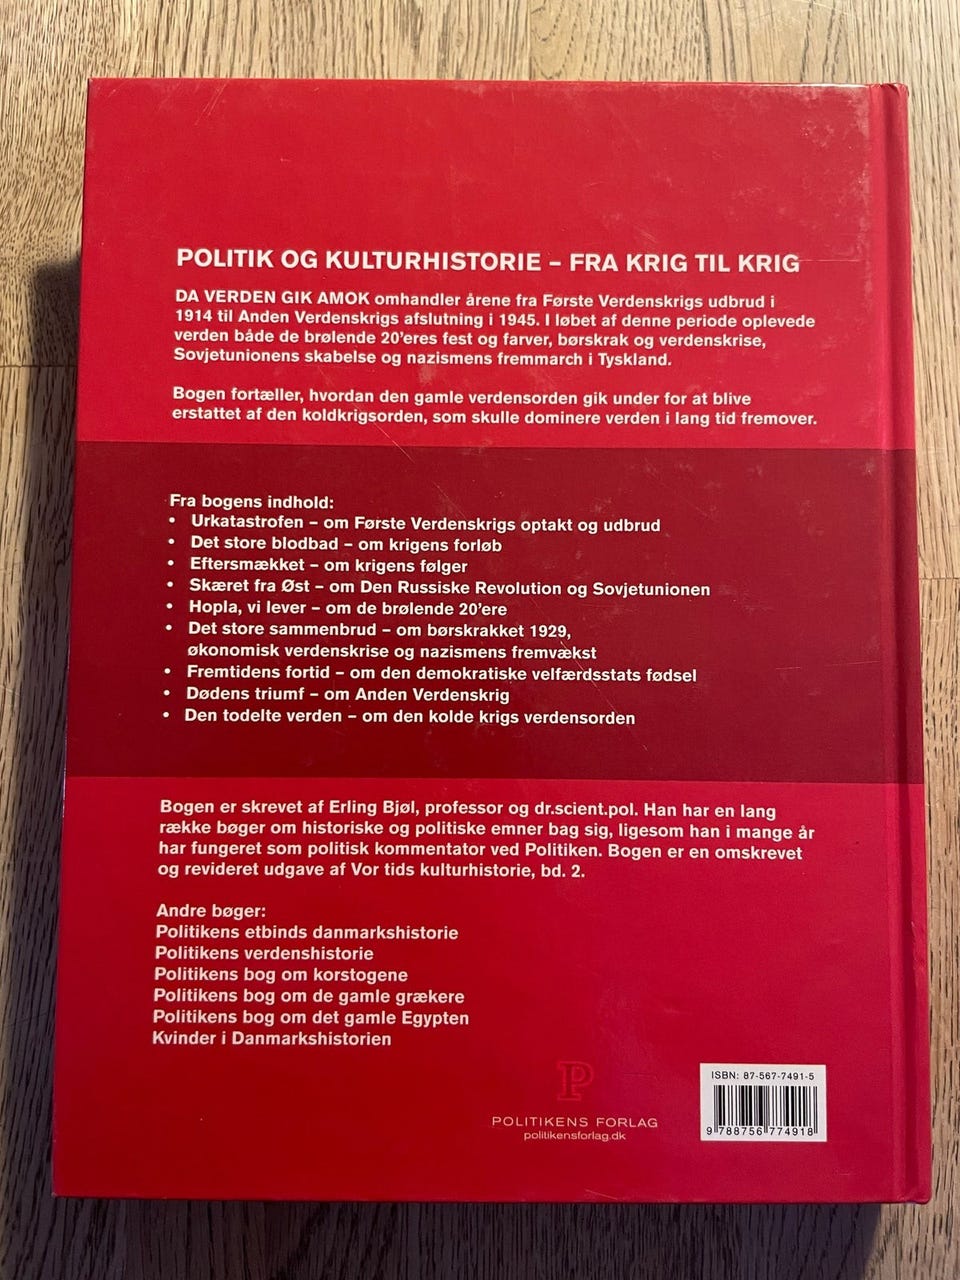 POLITIK OG KULTURHISTORIE – FRA KRIG TIL KRIG
DA VERDEN GIK AMOK omhandler årene fra Første Verdenskrigs udbrud i
1914 til Anden Verdenskrigs afslutning i 1945. I løbet af denne periode oplevede
verden både de brølende 20'eres fest og farver, børskrak og verdenskrise,
Sovjetunionens skabelse og nazismens fremmarch i Tyskland.
Bogen fortæller, hvordan den gamle verdensorden gik under for at blive
erstattet af den koldkrigsorden, som skulle dominere verden i lang tid fremover.
Fra bogens indhold:
• Urkatastrofen – om Første Verdenskrigs optakt og udbrud
• Det store blodbad – om krigens forløb
• Eftersmækket – om krigens følger
• Skæret fra Øst – om Den Russiske Revolution og Sovjetunionen
• Hopla, vi lever – om de brølende 20'ere
• Det store sammenbrud – om børskrakket 1929,
økonomisk verdenskrise og nazismens fremvækst
• Fremtidens fortid – om den demokratiske velfærdsstats fødsel
• Dødens triumf – om Anden Verdenskrig
• Den todelte verden – om den kolde krigs verdensorden
Bogen er skrevet af Erling Bjøl, professor og dr.scient.pol. Han har en lang
række bøger om historiske og politiske emner bag sig, ligesom han i mange år
har fungeret som politisk kommentator ved Politiken. Bogen er en omskrevet
og revideret udgave af Vor tids kulturhistorie, bd. 2.
Andre bøger:
Politikens etbinds danmarkshistorie
Politikens verdenshistorie
Politikens bog om korstogene
Politikens bog om de gamle grækere
Politikens bog om det gamle Egypten
Kvinder i Danmarkshistorien
P
POLITIKENS FORLAG
politikensforlag.dk
ISBN: 87-567-7491-5
9 788756 774918